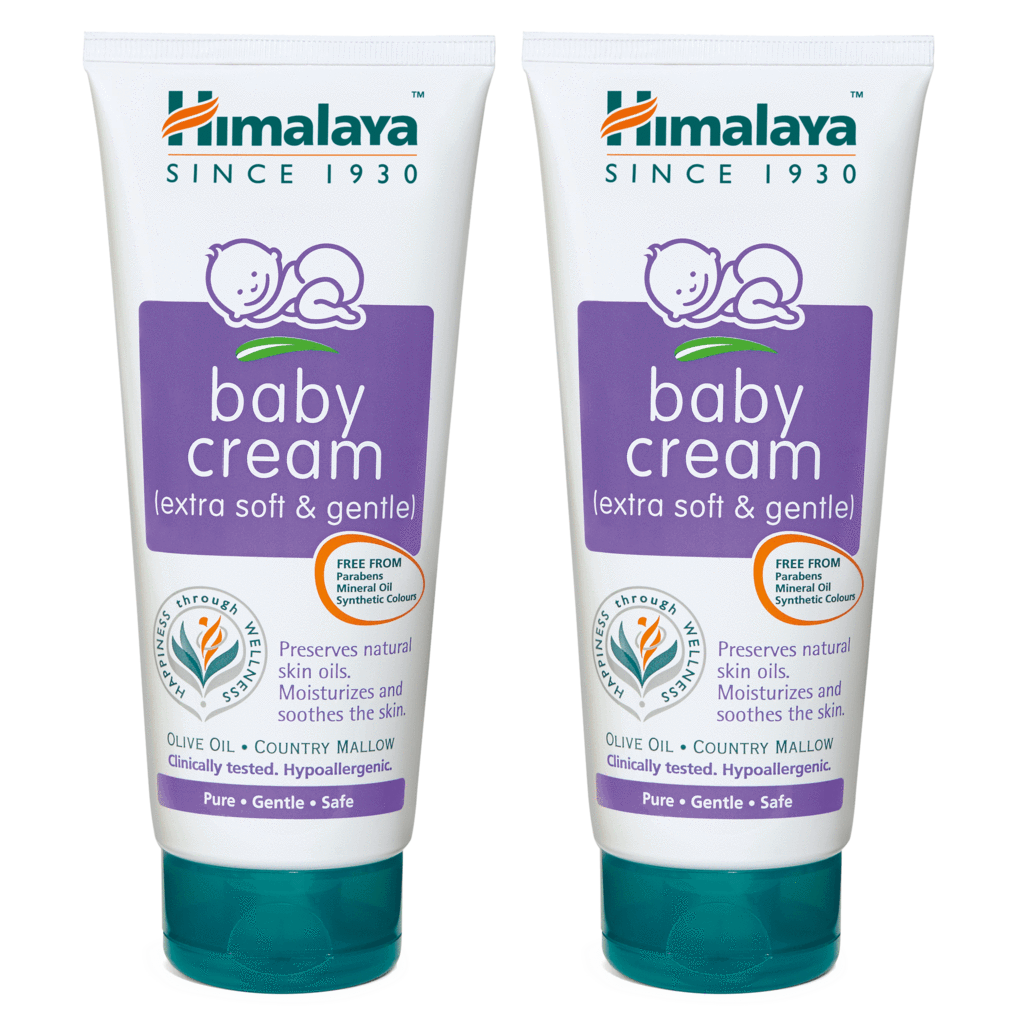 Himalaya™
SINCE 1930
baby
cream
(extra soft & gentle)
FREE FROM
Parabens
Mineral Oil
Synthetic Colours
HAPPINESS through WELLNESS
Preserves natural
skin oils.
Moisturizes and
soothes the skin.
OLIVE OIL • COUNTRY MALLOW
Clinically tested. Hypoallergenic.
Pure • Gentle • Safe
Himalaya™
SINCE 1930
baby
cream
(extra soft & gentle)
FREE FROM
Parabens
Mineral Oil
Synthetic Colours
HAPPINESS through WELLNESS
Preserves natural
skin oils.
Moisturizes and
soothes the skin.
OLIVE OIL • COUNTRY MALLOW
Clinically tested. Hypoallergenic.
Pure • Gentle • Safe